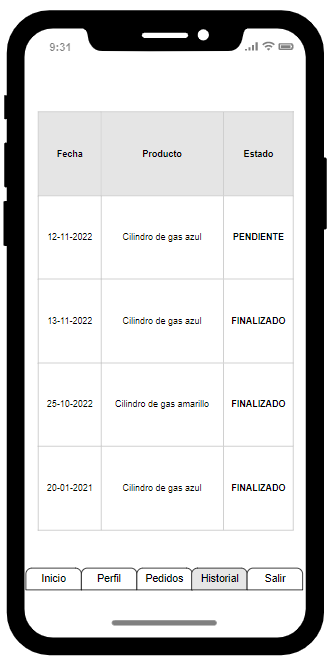 9:31
Fecha Producto Estado
12-11-2022 Cilindro de gas azul PENDIENTE
13-11-2022 Cilindro de gas azul FINALIZADO
25-10-2022 Cilindro de gas amarillo FINALIZADO
20-01-2021 Cilindro de gas azul FINALIZADO
Inicio Perfil Pedidos Historial Salir